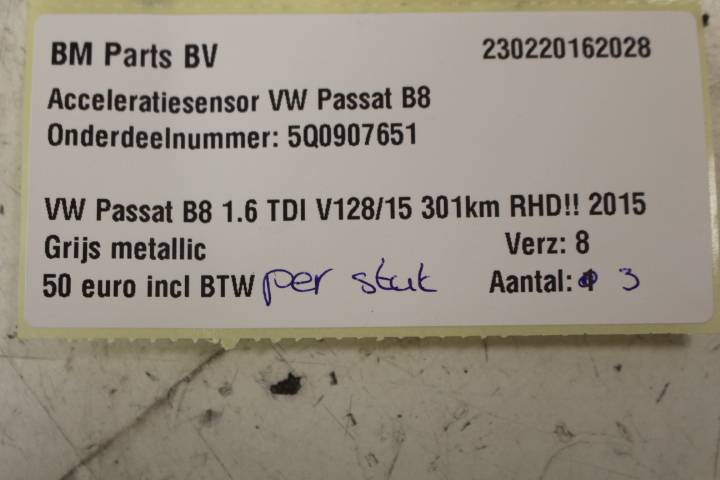 BM Parts BV 230220162028
Acceleratiesensor VW Passat B8
Onderdeelnummer: 5Q0907651
VW Passat B8 1.6 TDI V128/15 301km RHD!! 2015
Grijs metallic Verz: 8
50 euro incl BTW per stuk Aantal: 3